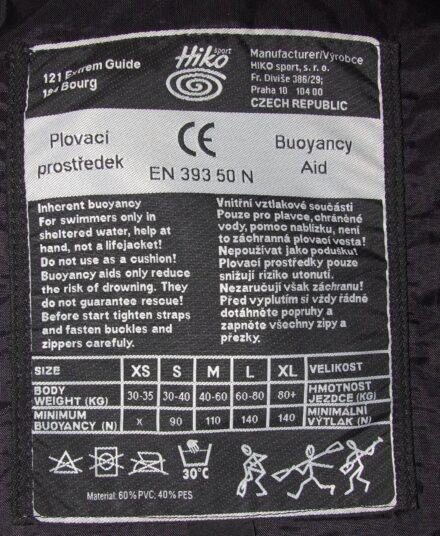 121 Extrem Guide
Bourg
Hiko sport
Manufacturer/Výrobce
HIKO sport, s. r. o.
Fr. Diviše 386/29;
Praha 10 104 00
CZECH REPUBLIC
Plovací
prostředek
CE
EN 393 50 N
Buoyancy
Aid
Inherent buoyancy
For swimmers only in
sheltered water, help at
hand, not a lifejacket!
Do not use as a cushion!
Buoyancy aids only reduce
the risk of drowning. They
do not guarantee rescue!
Before start tighten straps
and fasten buckles and
zippers carefuly.
Vnitřní vztlakové součásti
Pouze pro plavce, chráněné
vody, pomoc nablízku, není
to záchranná plovací vesta!
Nepoužívat jako podušku!
Plovací prostředky pouze
snižují riziko utonutí.
Nezaručují však záchranu!
Před vyplutím si vždy řádně
dotáhněte popruhy a
zapněte všechny zipy a
přezky.
SIZE XS S M L XL VELIKOST
BODY WEIGHT (KG) 30-35 30-40 40-60 60-80 80+ HMOTNOST JEZDCE (KG)
MINIMUM BUOYANCY (N) x 90 110 140 140 MINIMÁLNÍ VÝTLAK (N)
30°C
Material: 60% PVC; 40% PES